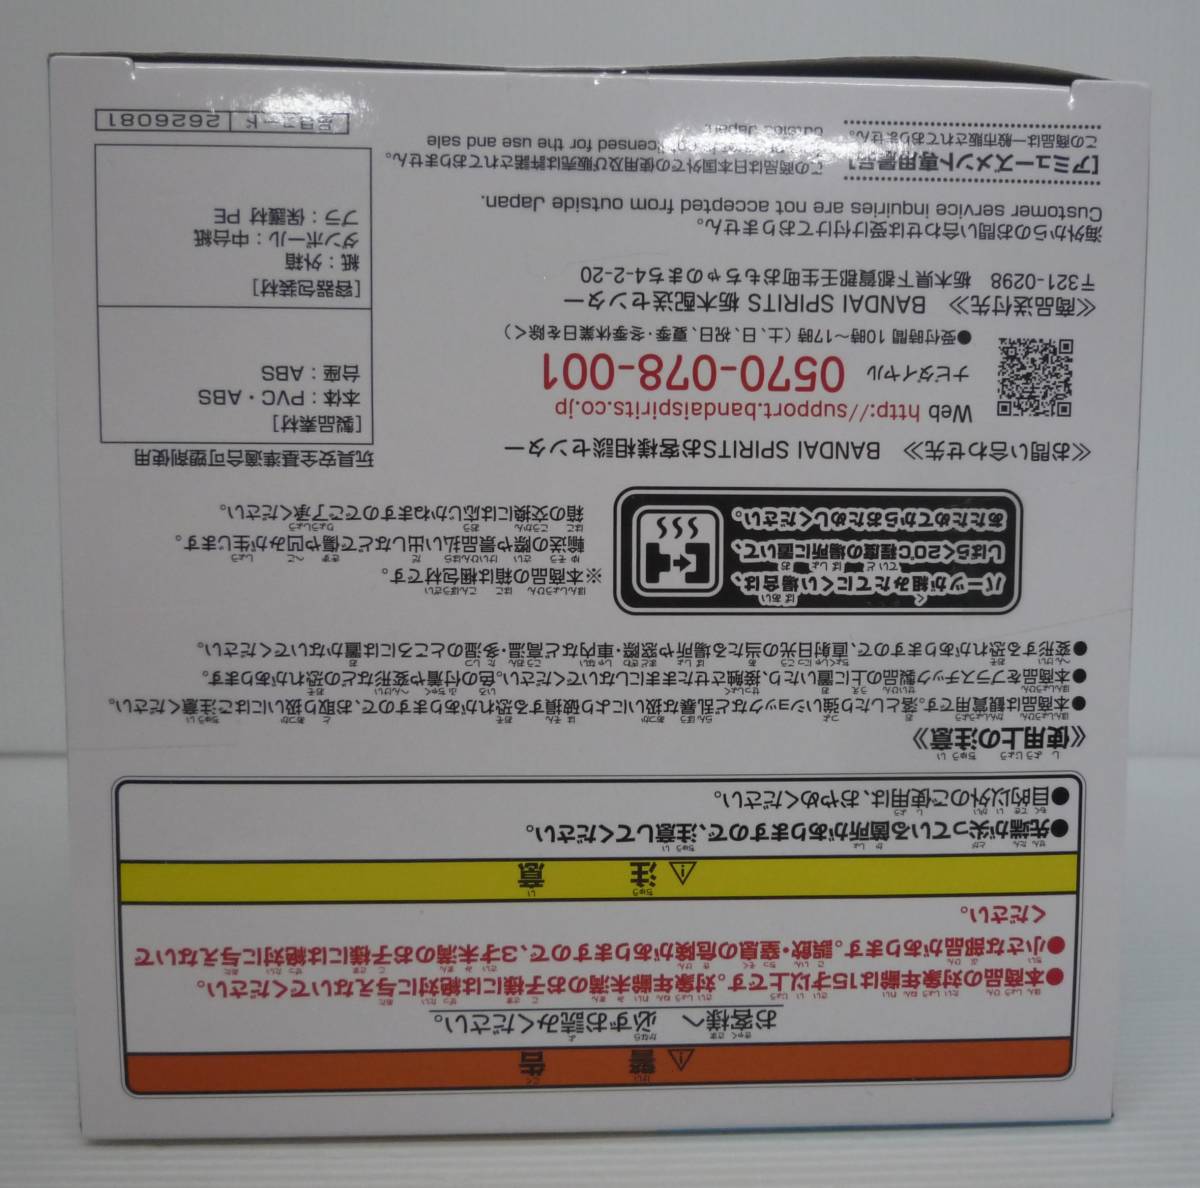 ⚠ 警告
お客様へ 必ずお読みください。
●本商品の対象年齢は15才以上です。対象年齢未満のお子様には絶対に与えないでください。
●小さな部品があります。誤飲・窒息の危険がありますので、3才未満のお子様には絶対に与えないで
ください。
⚠ 注意
●先端が尖っている箇所がありますので、注意してください。
●目的以外のご使用は、おやめください。
≪使用上の注意≫
●本商品は観賞用です。落としたり強いショックなど乱暴な扱いにより破損する恐れがありますので、お取り扱いにはご注意ください。
●本商品をプラスチック製品の上に置いたり、接触させたままにしないでください。色の付着や変形などの恐れがあります。
●変形する恐れがありますので、直射日光の当たる場所や窓際・車内など高温・多湿のところには置かないでください。
パーツが組みたてにくい場合は、
しばらく20℃程度の場所に置いて、
あたためてからおためしください。
※本商品の箱は梱包材です。
輸送の際や景品払い出しなどで傷や凹みが生じます。
箱の交換には応じかねますのでご了承ください。
≪お問い合わせ先≫ BANDAI SPIRITSお客様相談センター
Web http://support.bandaispirits.co.jp
ナビダイヤル 0570-078-001
●受付時間 10時～17時(土、日、祝日、夏季・冬季休業日を除く)
≪商品送付先≫ BANDAI SPIRITS 栃木配送センター
〒321-0298 栃木県下都賀郡壬生町おもちゃのまち4-2-20
海外からのお問い合わせは受け付けておりません。
Customer service inquiries are not accepted from outside Japan.
[アミューズメント専用景品]
この商品は一般市販されておりません。
この商品は日本国外での使用及び販売は許諾されておりません。
licensed for the use and sale
outside Japan.
玩具安全基準適合可塑剤使用
[製品素材]
本体：PVC・ABS
台座：ABS
[容器包装材]
紙：外箱
ダンボール：中台紙
プラ：保護材 PE
品目コード 2626081